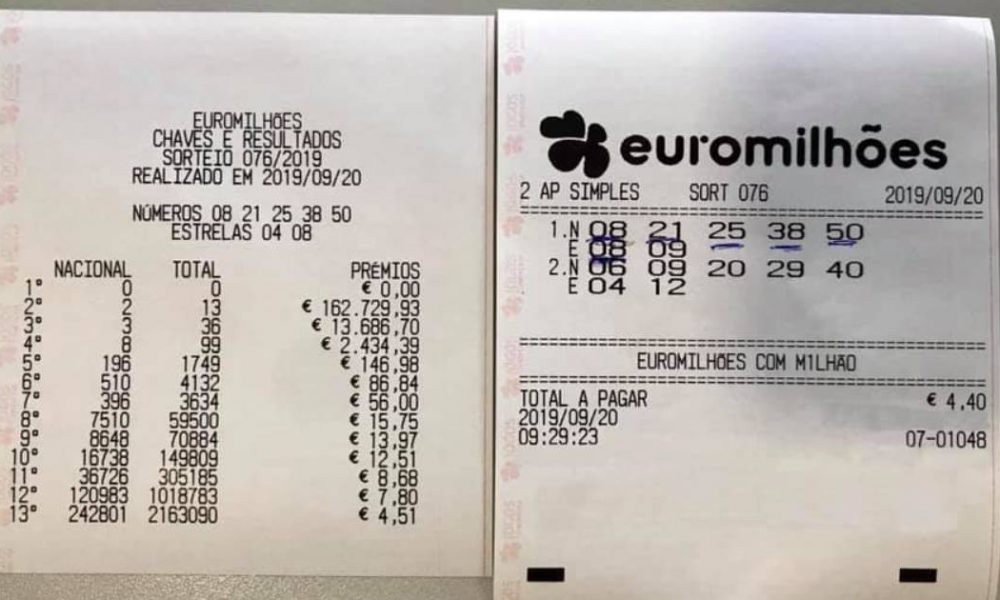 EUROMILHÕES
CHAVES E RESULTADOS
SORTEIO 076/2019
REALIZADO EM 2019/09/20
NÚMEROS 08 21 25 38 50
ESTRELAS 04 08
NACIONAL TOTAL PRÉMIOS
1º 0 0 € 0,00
2º 2 13 € 162.729,93
3º 3 36 € 13.686,70
4º 8 99 € 2.434,39
5º 196 1749 € 146,98
6º 510 4132 € 86,84
7º 396 3634 € 56,00
8º 7510 59500 € 15,75
9º 8648 70884 € 13,97
10º 16738 149809 € 12,51
11º 36726 305185 € 8,68
12º 120983 1018783 € 7,80
13º 242801 2163090 € 4,51
euromilhões
2 AP SIMPLES SORT 076 2019/09/20
1.N 08 21 25 38 50
E 08 09
2.N 06 09 20 29 40
E 04 12
EUROMILHÕES COM M1LHÃO
TOTAL A PAGAR € 4,40
2019/09/20
09:29:23 07-01048